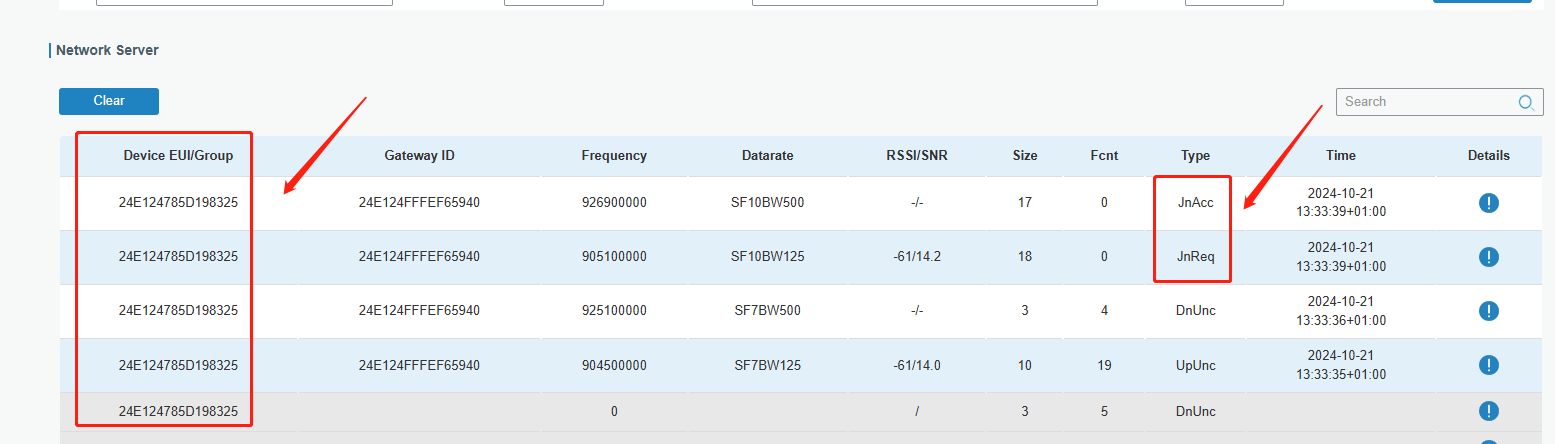 Network Server
Clear
Search
Device EUI/Group Gateway ID Frequency Datarate RSSI/SNR Size Fcnt Type Time Details
24E124785D198325 24E124FFFEF65940 926900000 SF10BW500 -/- 17 0 JnAcc 2024-10-21
13:33:39+01:00
24E124785D198325 24E124FFFEF65940 905100000 SF10BW125 -61/14.2 18 0 JnReq 2024-10-21
13:33:39+01:00
24E124785D198325 24E124FFFEF65940 925100000 SF7BW500 -/- 3 4 DnUnc 2024-10-21
13:33:36+01:00
24E124785D198325 24E124FFFEF65940 904500000 SF7BW125 -61/14.0 10 19 UpUnc 2024-10-21
13:33:35+01:00
24E124785D198325 0 / 3 5 DnUnc